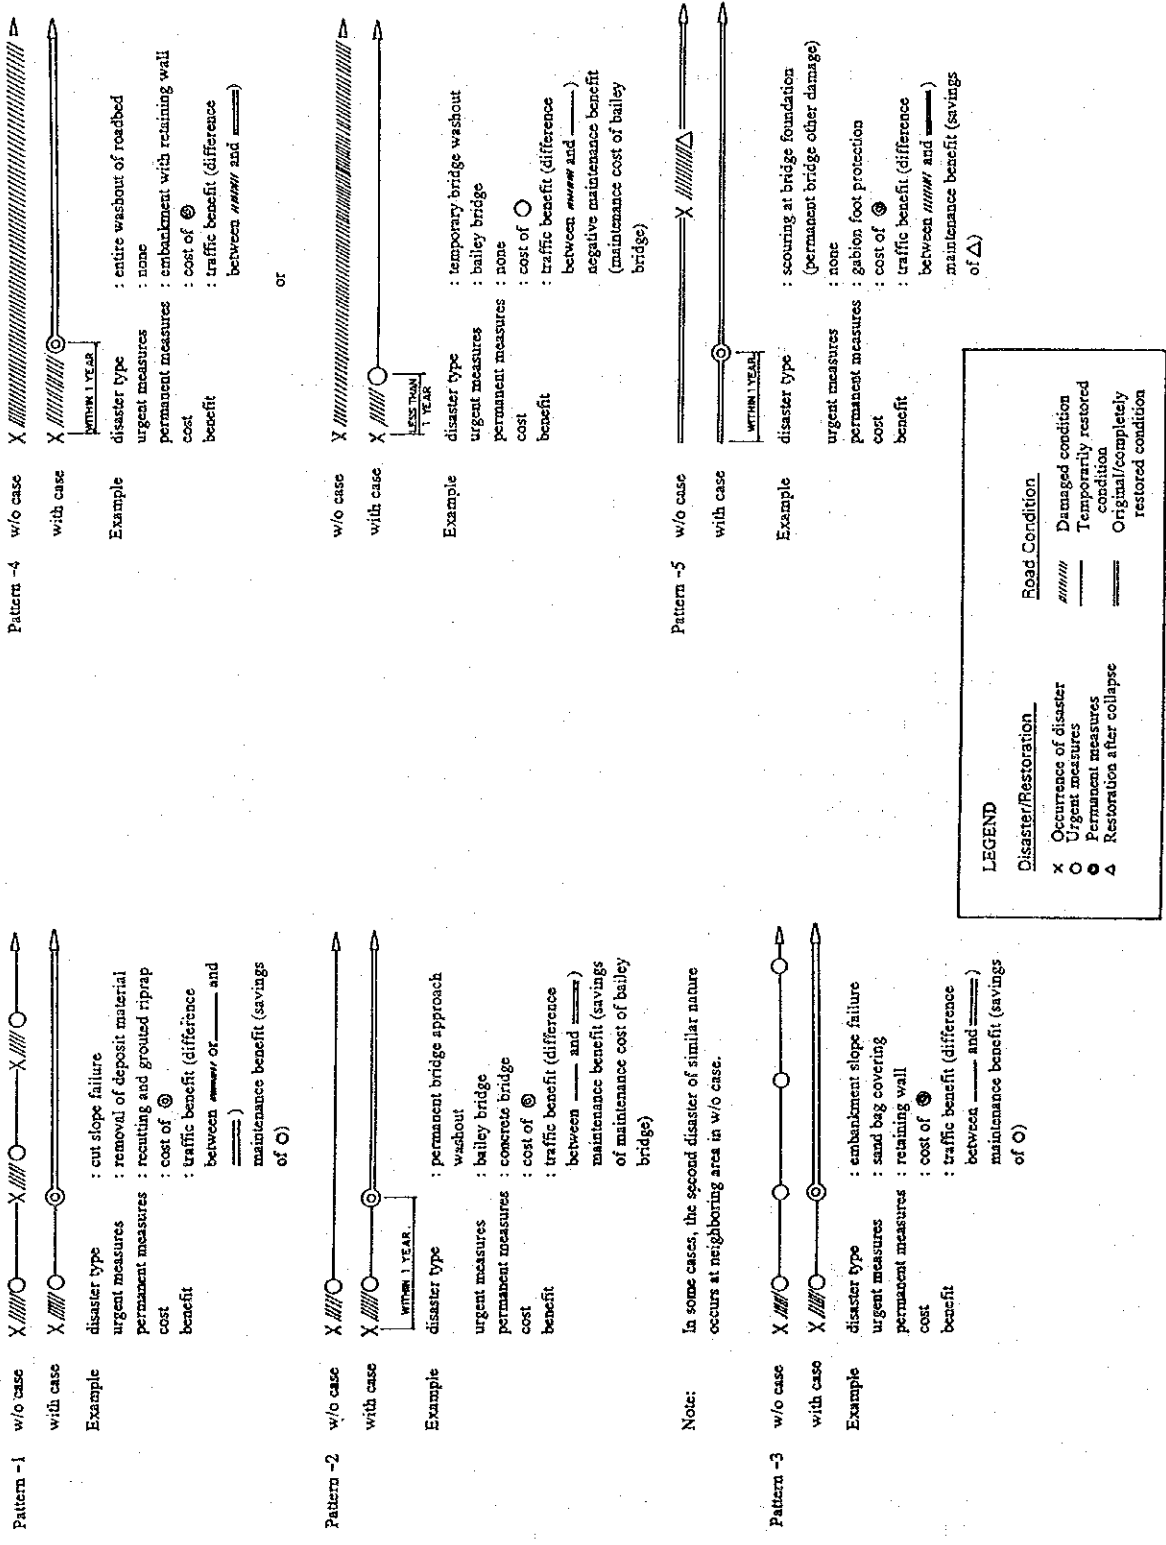 Pattern -1 w/o case
with case
Example
disaster type : cut slope failure
urgent measures : removal of deposit material
permanent measures : recutting and grouted riprap
cost : cost of ◎
benefit : traffic benefit (difference
between ////// or —— and
═══)
maintenance benefit (savings
of O)
Pattern -2 w/o case
with case
WITHIN 1 YEAR.
Example
disaster type : permanent bridge approach
washout
urgent measures : bailey bridge
permanent measures : concrete bridge
cost : cost of ◎
benefit : traffic benefit (difference
between —— and ═══)
maintenance benefit (savings
of maintenance cost of bailey
bridge)
Note: In some cases, the second disaster of similar nature
occurs at neighboring area in w/o case.
Pattern -3 w/o case
with case
Example
disaster type : embankment slope failure
urgent measures : sand bag covering
permanent measures : retaining wall
cost : cost of ◎
benefit : traffic benefit (difference
between —— and ═══)
maintenance benefit (savings
of O)
Pattern -4 w/o case
with case
WITHIN 1 YEAR
Example
disaster type : entire washout of roadbed
urgent measures : none
permanent measures : embankment with retaining wall
cost : cost of ◎
benefit : traffic benefit (difference
between ////// and ═══)
or
w/o case
with case
LESS THAN
1 YEAR
Example
disaster type : temporary bridge washout
urgent measures : bailey bridge
permanent measures : none
cost : cost of O
benefit : traffic benefit (difference
between ////// and ——)
negative maintenance benefit
(maintenance cost of bailey
bridge)
Pattern -5 w/o case
with case
WITHIN 1 YEAR
Example
disaster type : scouring at bridge foundation
(permanent bridge other damage)
urgent measures : none
permanent measures : gabion foot protection
cost : cost of ◎
benefit : traffic benefit (difference
between ////// and ═══)
maintenance benefit (savings
of △)
LEGEND
Disaster/Restoration
X Occurrence of disaster
O Urgent measures
◎ Permanent measures
△ Restoration after collapse
Road Condition
////// Damaged condition
—— Temporarily restored
condition
═══ Original/completely
restored condition